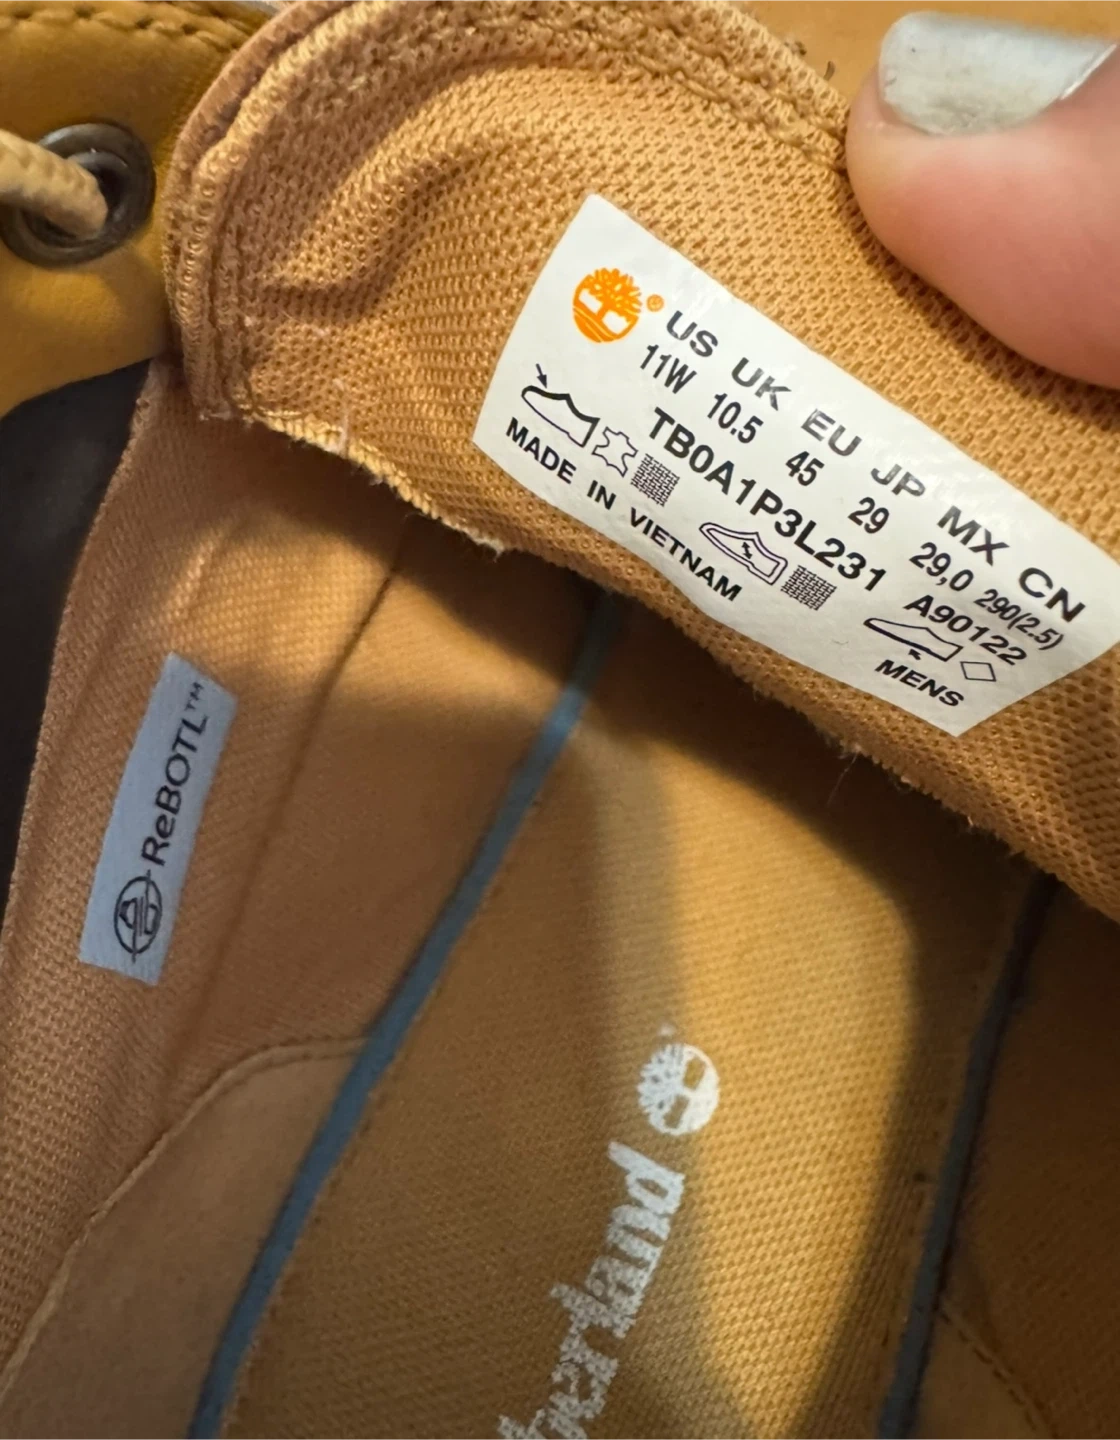 ®
US UK EU JP MX CN
11W 10.5 45 29 29,0 290(2.5)
TB0A1P3L231 A90122
MADE IN VIETNAM
MENS
ReBOTL™